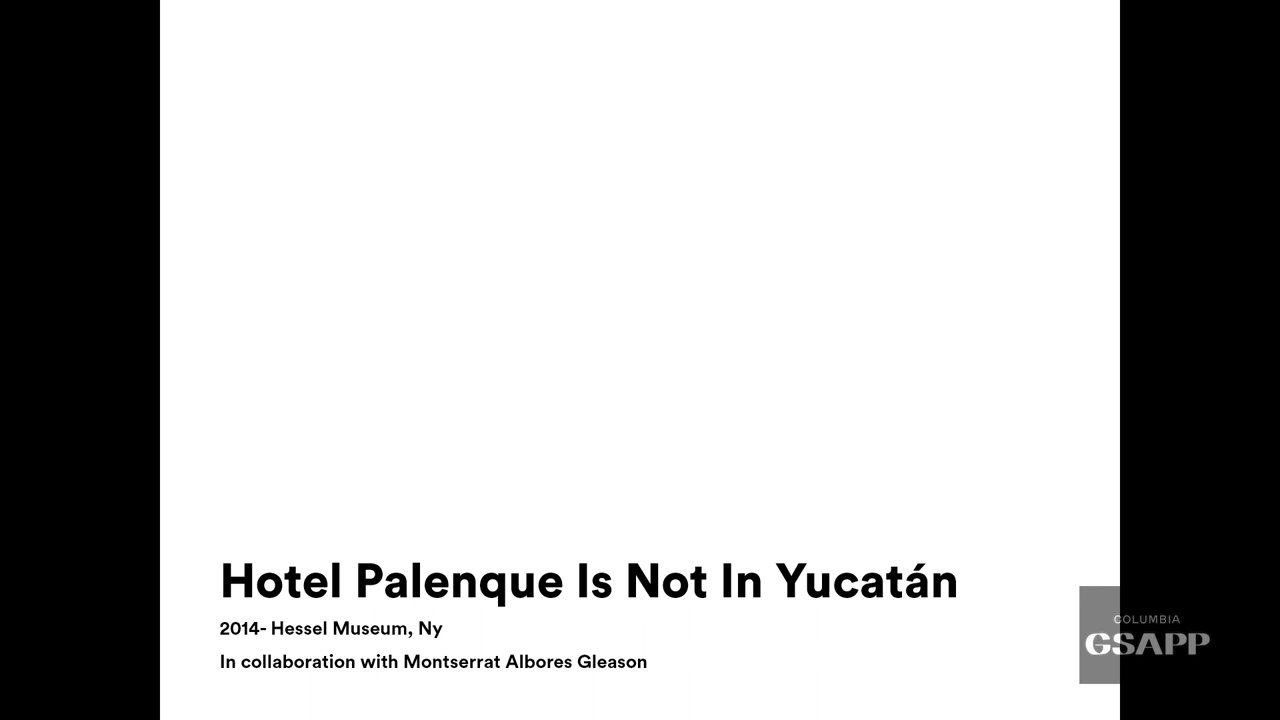 Hotel Palenque Is Not In Yucatán
2014- Hessel Museum, Ny
In collaboration with Montserrat Albores Gleason
COLUMBIA
GSAPP